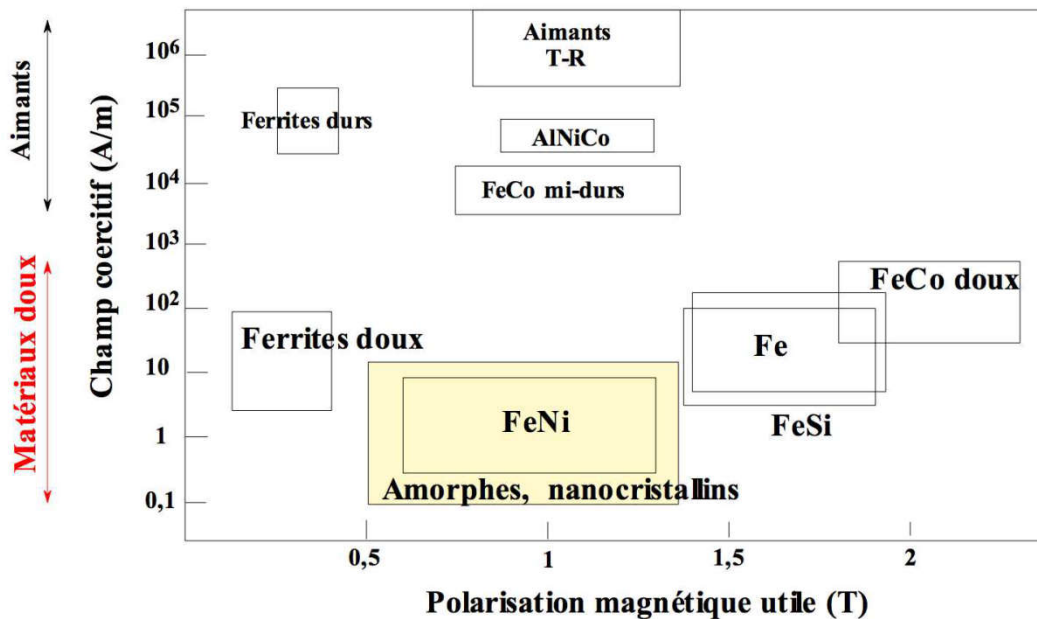 Aimants
Matériaux doux
Champ coercitif (A/m)
10⁶
10⁵
10⁴
10³
10²
10
1
0,1
Aimants
T-R
Ferrites durs
AlNiCo
FeCo mi-durs
FeCo doux
Ferrites doux
Fe
FeNi
FeSi
Amorphes, nanocristallins
0,5
1
1,5
2
Polarisation magnétique utile (T)